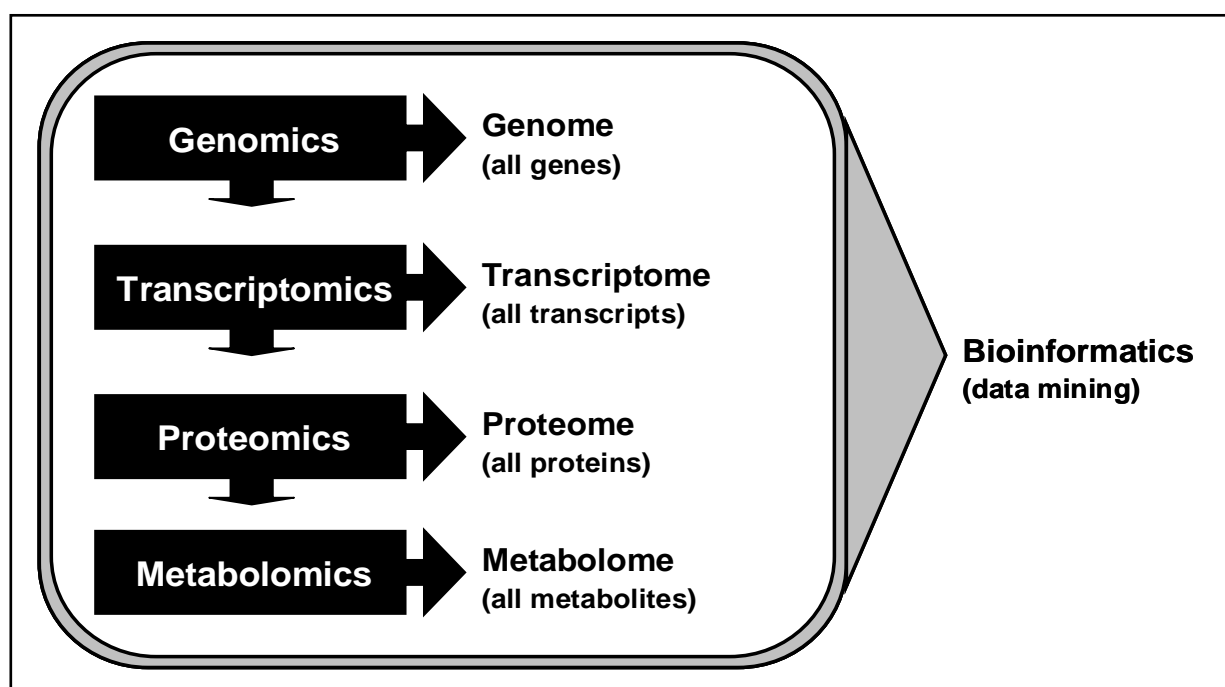 Genomics
Genome
(all genes)
Transcriptomics
Transcriptome
(all transcripts)
Proteomics
Proteome
(all proteins)
Metabolomics
Metabolome
(all metabolites)
Bioinformatics
(data mining)